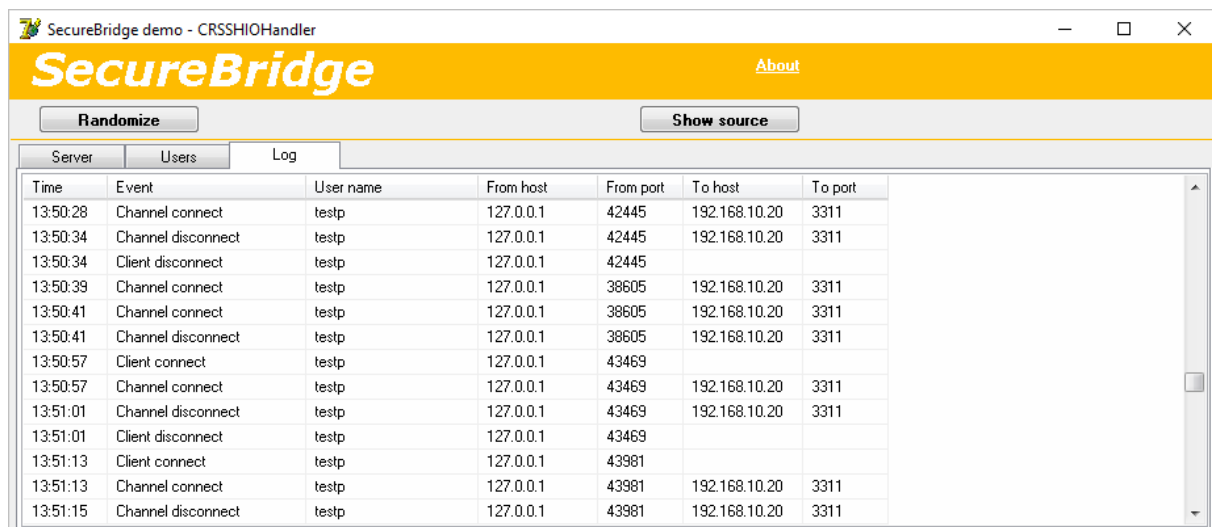 SecureBridge demo - CRSSHIOHandler
SecureBridge About
Randomize Show source
Server Users Log
Time Event User name From host From port To host To port
13:50:28 Channel connect testp 127.0.0.1 42445 192.168.10.20 3311
13:50:34 Channel disconnect testp 127.0.0.1 42445 192.168.10.20 3311
13:50:34 Client disconnect testp 127.0.0.1 42445
13:50:39 Channel connect testp 127.0.0.1 38605 192.168.10.20 3311
13:50:41 Channel connect testp 127.0.0.1 38605 192.168.10.20 3311
13:50:41 Channel disconnect testp 127.0.0.1 38605 192.168.10.20 3311
13:50:57 Client connect testp 127.0.0.1 43469
13:50:57 Channel connect testp 127.0.0.1 43469 192.168.10.20 3311
13:51:01 Channel disconnect testp 127.0.0.1 43469 192.168.10.20 3311
13:51:01 Client disconnect testp 127.0.0.1 43469
13:51:13 Client connect testp 127.0.0.1 43981
13:51:13 Channel connect testp 127.0.0.1 43981 192.168.10.20 3311
13:51:15 Channel disconnect testp 127.0.0.1 43981 192.168.10.20 3311